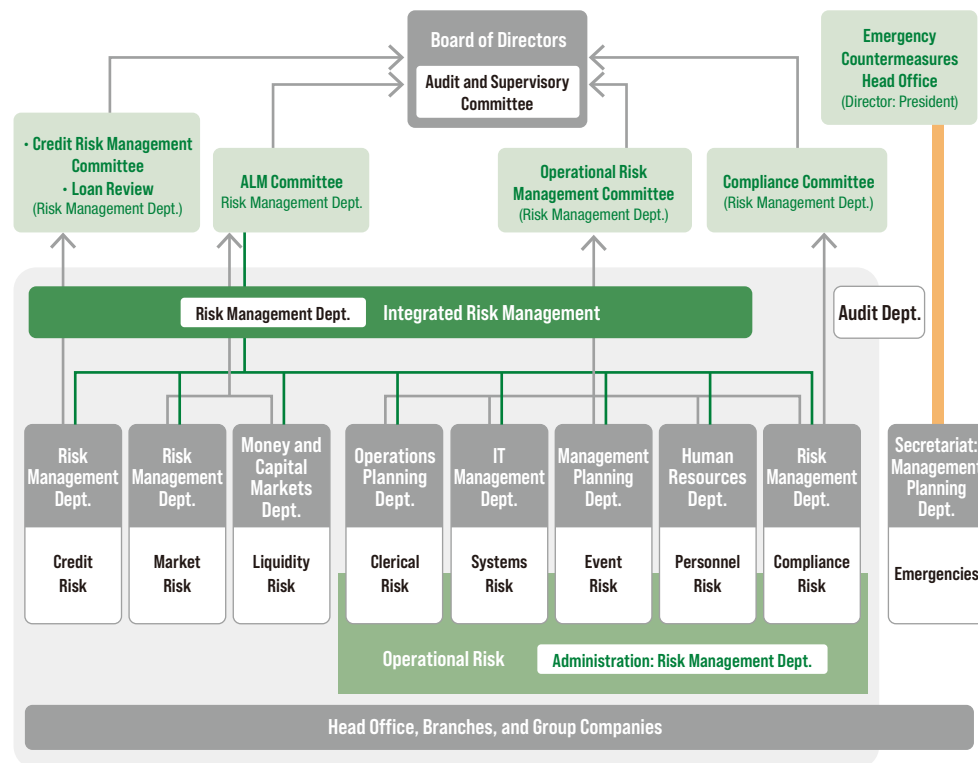 Board of Directors
Audit and Supervisory
Committee
Emergency
Countermeasures
Head Office
(Director: President)
・Credit Risk Management
Committee
・Loan Review
(Risk Management Dept.)
ALM Committee
Risk Management Dept.
Operational Risk
Management Committee
(Risk Management Dept.)
Compliance Committee
(Risk Management Dept.)
Risk Management Dept.
Integrated Risk Management
Audit Dept.
Risk
Management
Dept.
Credit
Risk
Risk
Management
Dept.
Market
Risk
Money and
Capital
Markets
Dept.
Liquidity
Risk
Operations
Planning
Dept.
Clerical
Risk
IT
Management
Dept.
Systems
Risk
Management
Planning
Dept.
Event
Risk
Human
Resources
Dept.
Personnel
Risk
Risk
Management
Dept.
Compliance
Risk
Secretariat:
Management
Planning
Dept.
Emergencies
Operational Risk
Administration: Risk Management Dept.
Head Office, Branches, and Group Companies